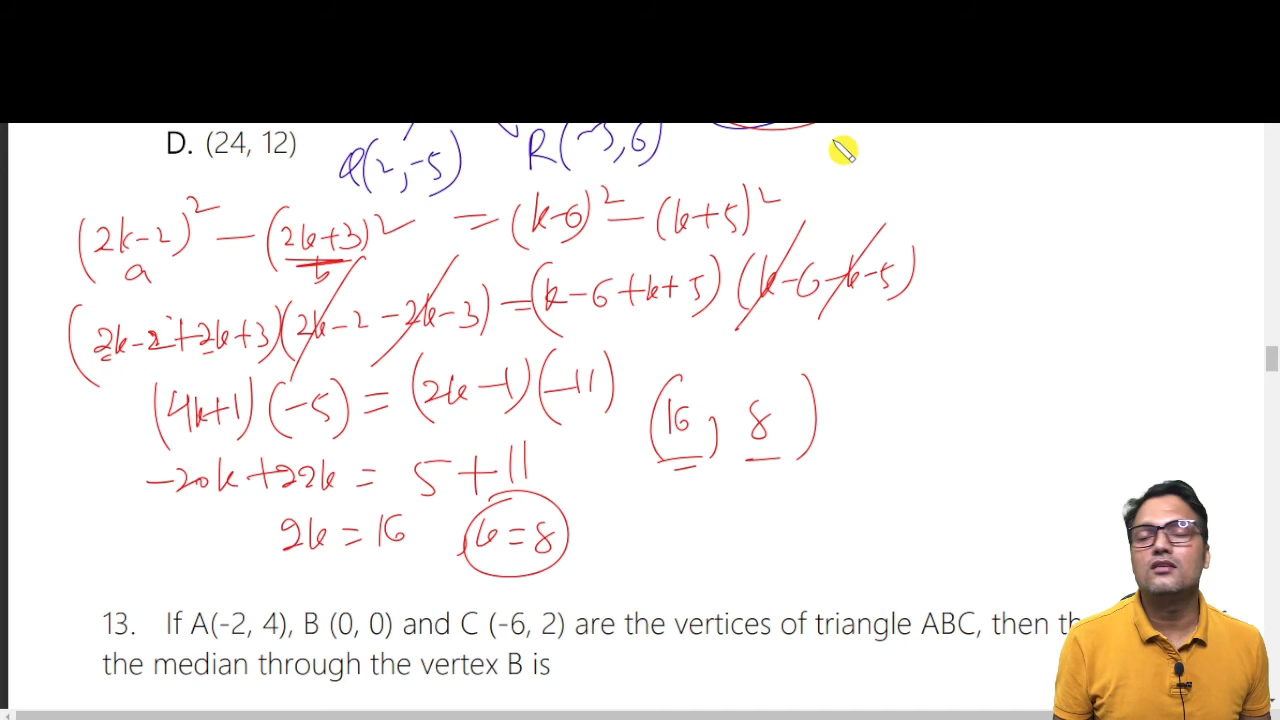 D. (24, 12)
Q(2, -5) R(-3, 6)
(2k-2)² - (2k+3)² = (k-6)² - (k+5)²
a b
(2k-2+2k+3)(2k-2-2k-3) = (k-6+k+5)(k-6-k-5)
(4k+1)(-5) = (2k-1)(-11)
(16, 8)
-20k+22k = 5+11
2k = 16 k = 8
13. If A(-2, 4), B (0, 0) and C (-6, 2) are the vertices of triangle ABC, then
the median through the vertex B is